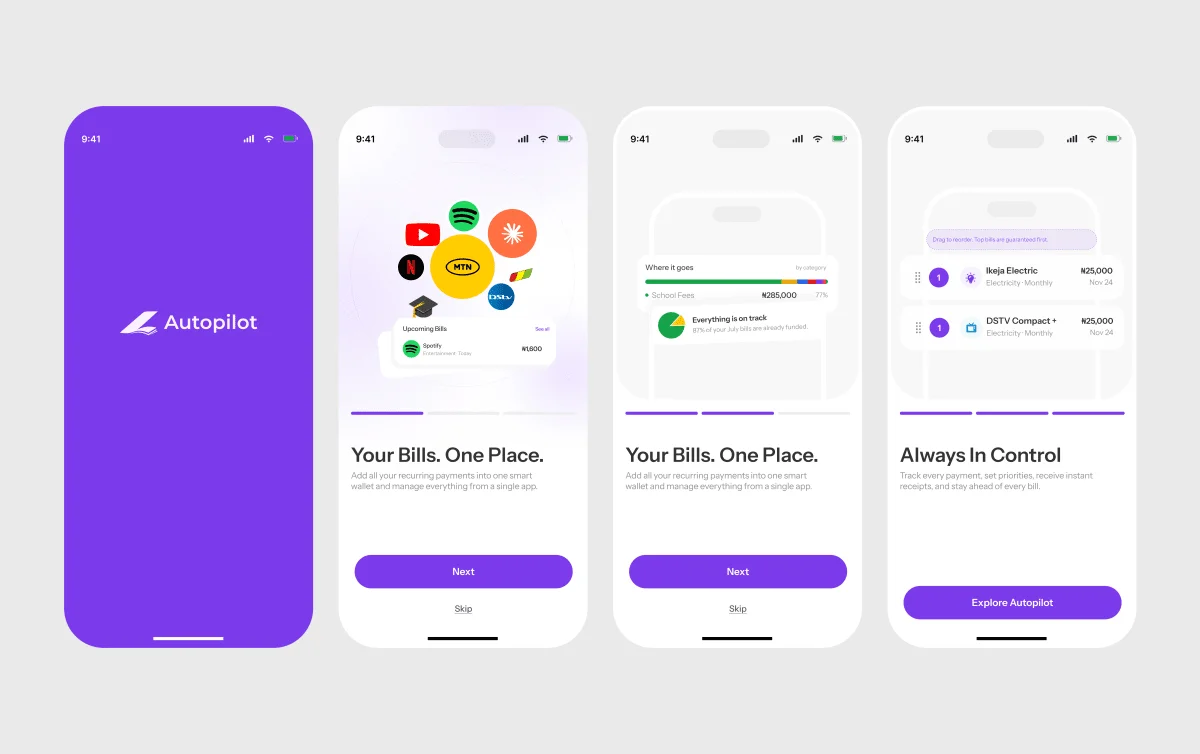 9:41
Autopilot
9:41
MTN
N
DStv
Upcoming Bills
See all
Spotify
₦1,600
Entertainment · Today
Your Bills. One Place.
Add all your recurring payments into one smart
wallet and manage everything from a single app.
Next
Skip
9:41
Where it goes
by category
School Fees
₦285,000
77%
Everything is on track
87% of your July bills are already funded.
Your Bills. One Place.
Add all your recurring payments into one smart
wallet and manage everything from a single app.
Next
Skip
9:41
Drag to reorder. Top bills are guaranteed first.
1
Ikeja Electric
₦25,000
Electricity · Monthly
Nov 24
1
DSTV Compact +
₦25,000
Electricity · Monthly
Nov 24
Always In Control
Track every payment, set priorities, receive instant
receipts, and stay ahead of every bill.
Explore Autopilot